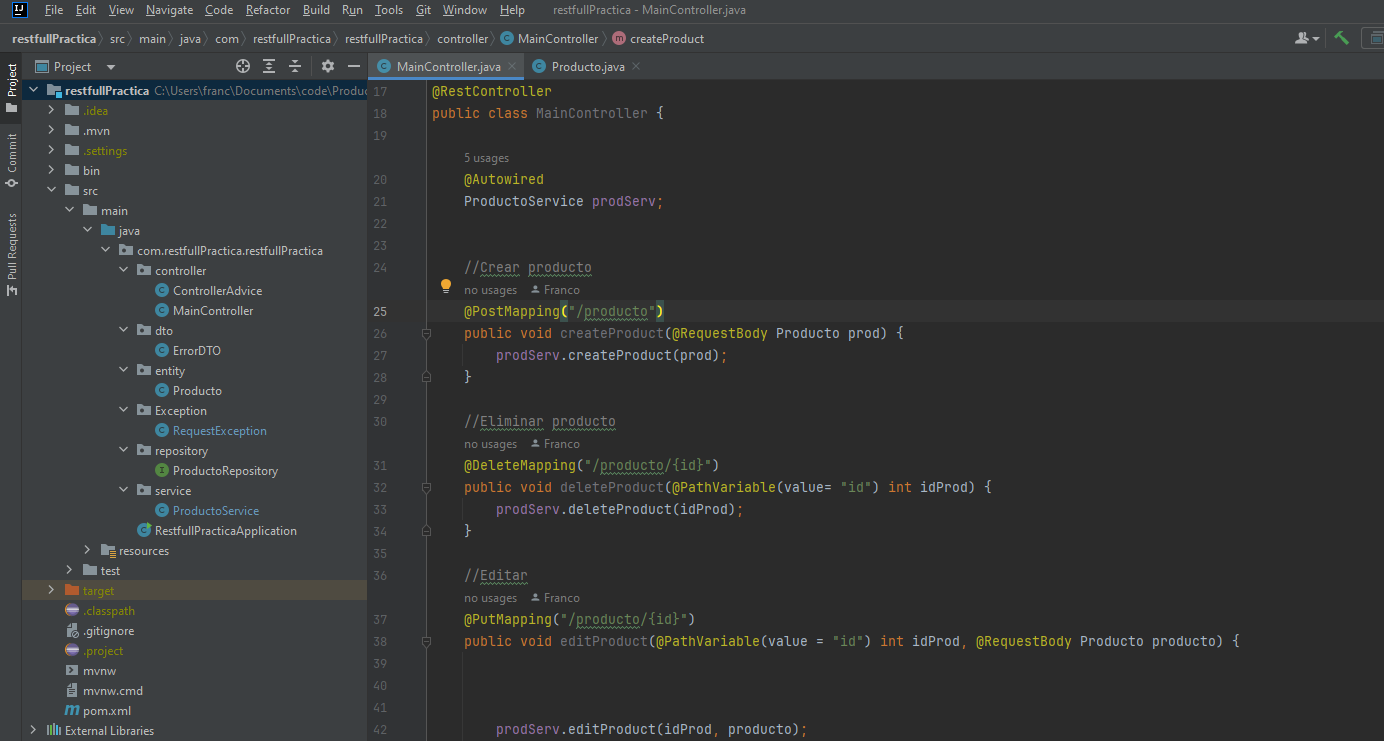 IJ File Edit View Navigate Code Refactor Build Run Tools Git Window Help restfullPractica - MainController.java
restfullPractica src main java com restfullPractica restfullPractica controller C MainController m createProduct
Project
Commit
Pull Requests
Project
restfullPractica C:\Users\franc\Documents\code\Produc
.idea
.mvn
.settings
bin
src
main
java
com.restfullPractica.restfullPractica
controller
C ControllerAdvice
C MainController
dto
C ErrorDTO
entity
C Producto
Exception
C RequestException
repository
I ProductoRepository
service
C ProductoService
C RestfullPracticaApplication
resources
test
target
.classpath
.gitignore
.project
mvnw
mvnw.cmd
m pom.xml
External Libraries
C MainController.java C Producto.java
17 @RestController
18 public class MainController {
19
5 usages
20 @Autowired
21 ProductoService prodServ;
22
23
24 //Crear producto
no usages Franco
25 @PostMapping("/producto")
26 public void createProduct(@RequestBody Producto prod) {
27 prodServ.createProduct(prod);
28 }
29
30 //Eliminar producto
no usages Franco
31 @DeleteMapping("/producto/{id}")
32 public void deleteProduct(@PathVariable(value= "id") int idProd) {
33 prodServ.deleteProduct(idProd);
34 }
35
36 //Editar
no usages Franco
37 @PutMapping("/producto/{id}")
38 public void editProduct(@PathVariable(value = "id") int idProd, @RequestBody Producto producto) {
39
40
41
42 prodServ.editProduct(idProd, producto);